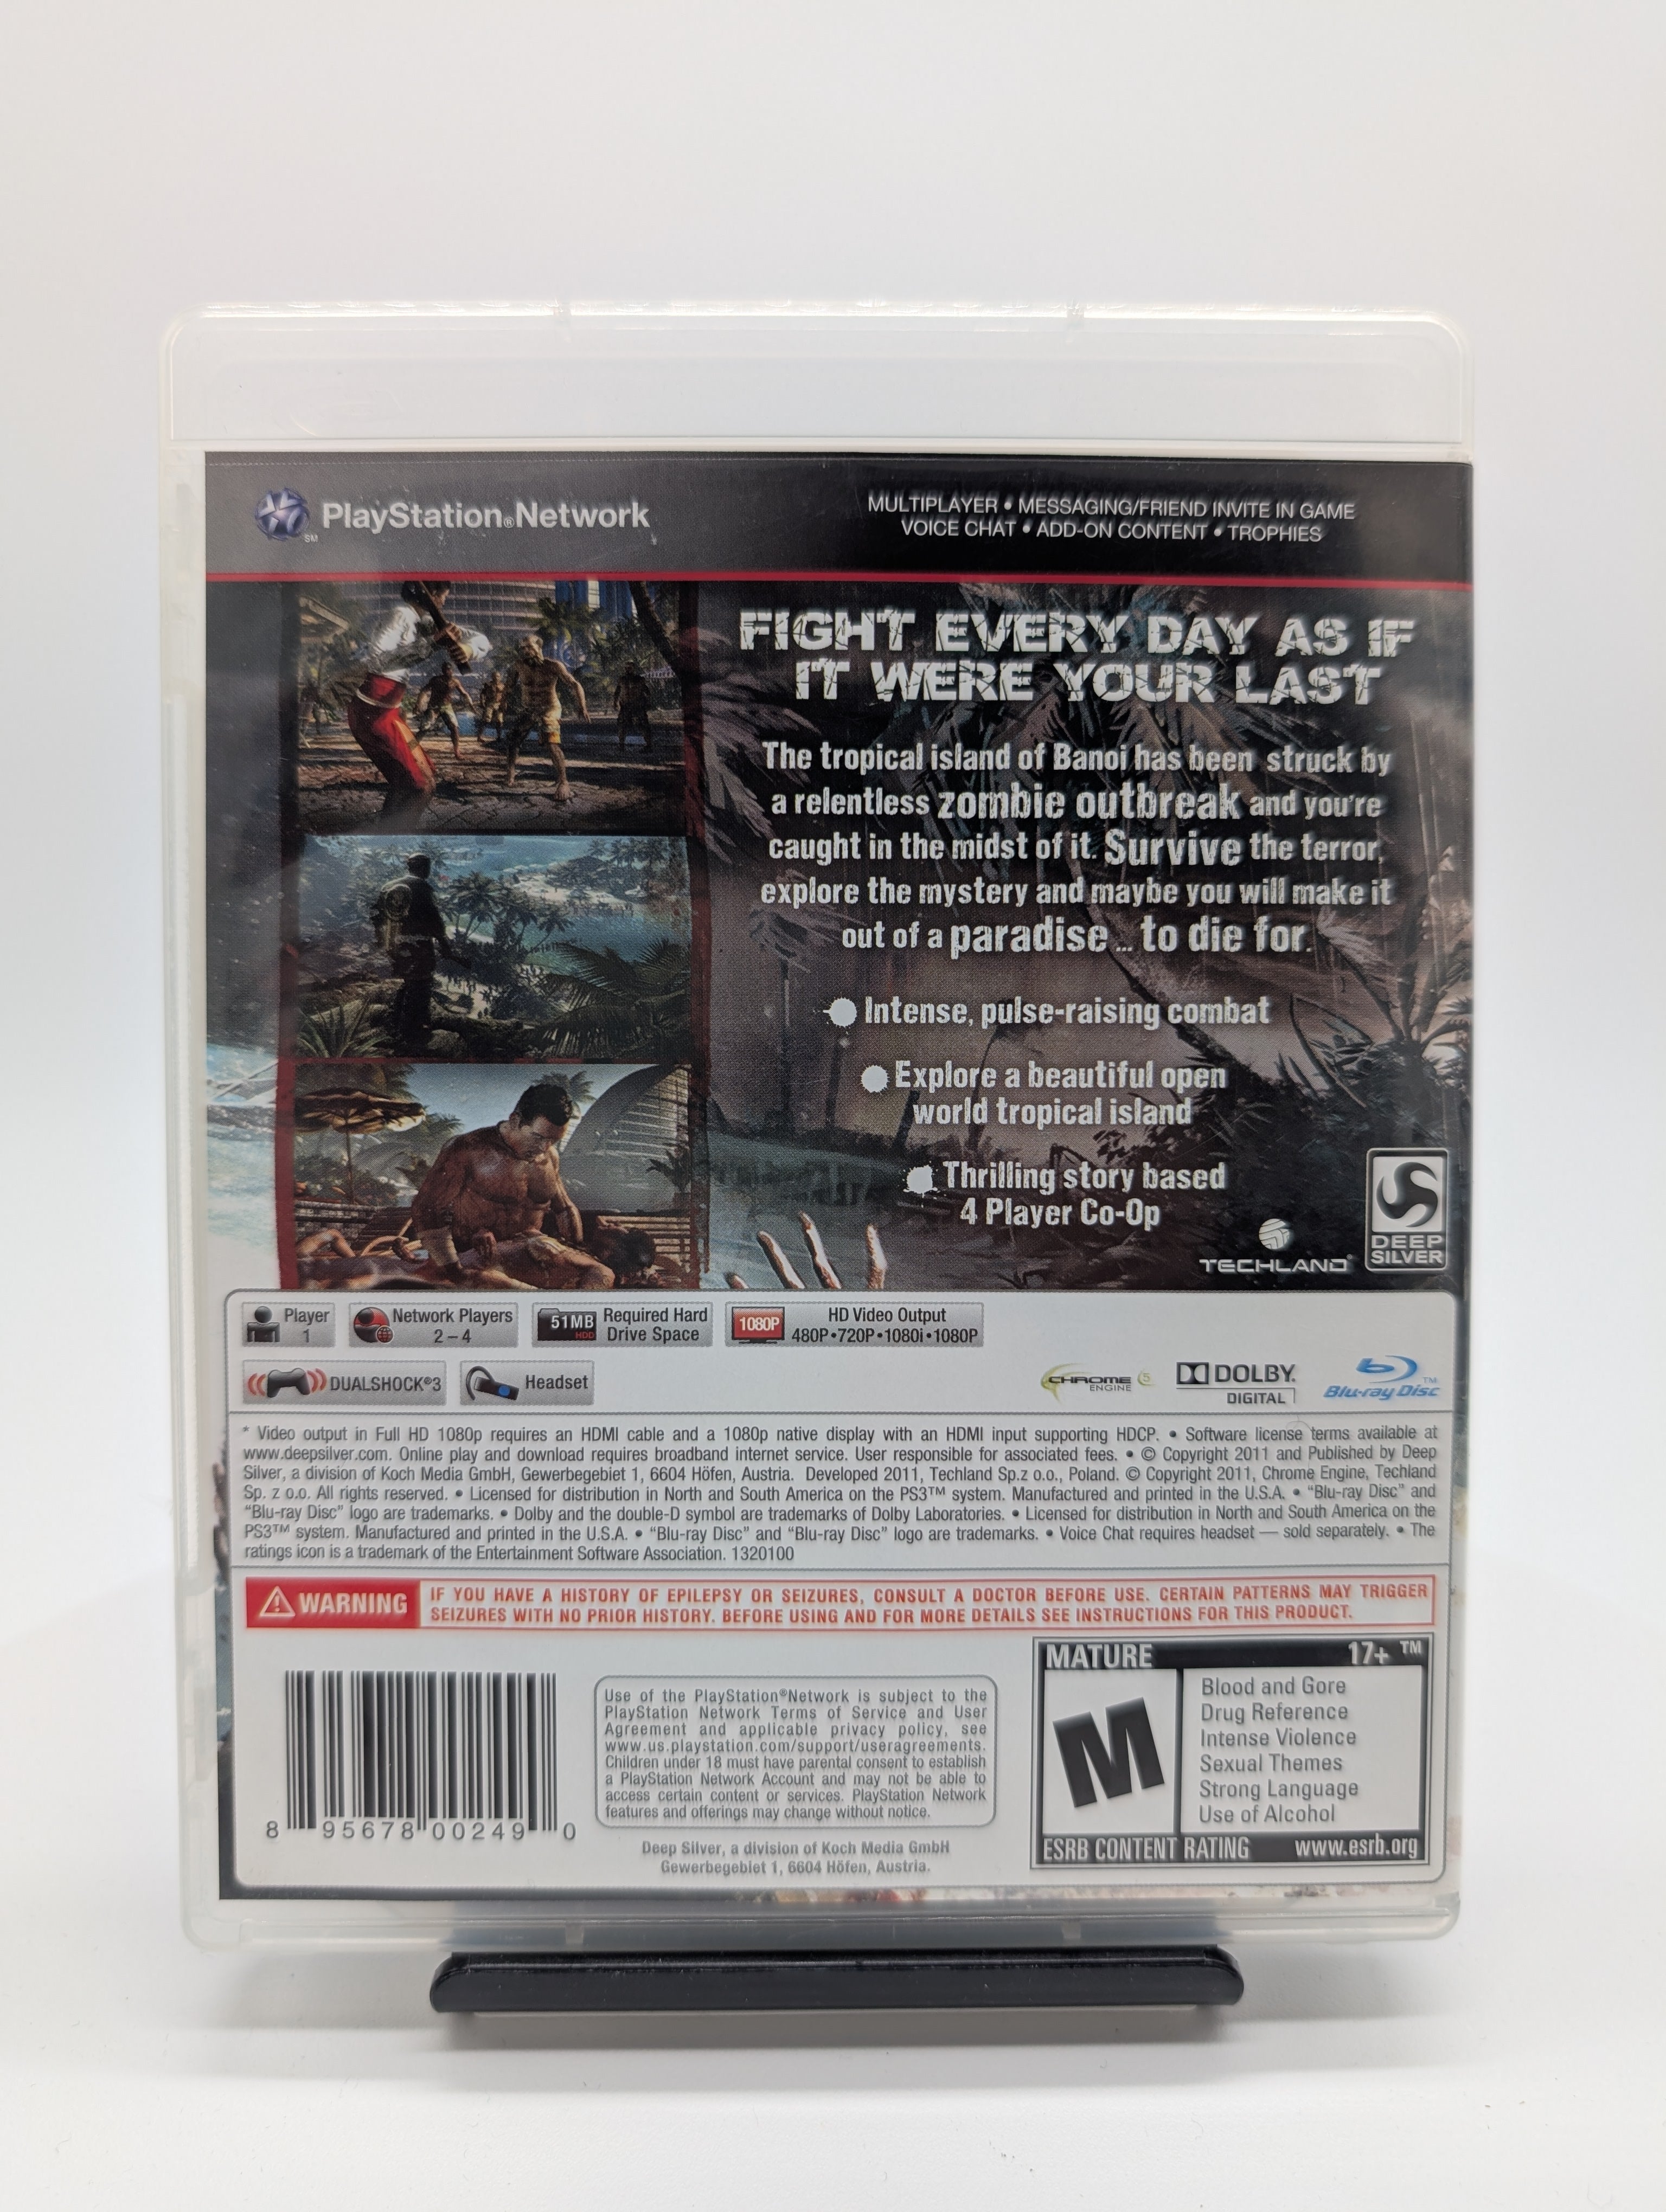 PlayStation®Network
SM
MULTIPLAYER • MESSAGING/FRIEND INVITE IN GAME
VOICE CHAT • ADD-ON CONTENT • TROPHIES
FIGHT EVERY DAY AS IF
IT WERE YOUR LAST
The tropical island of Banoi has been struck by
a relentless zombie outbreak and you're
caught in the midst of it. Survive the terror,
explore the mystery and maybe you will make it
out of a paradise ... to die for.
Intense, pulse-raising combat
Explore a beautiful open
world tropical island
Thrilling story based
4 Player Co-Op
TECHLAND®
DEEP
SILVER
Player
1
Network Players
2 – 4
51MB
HDD
Required Hard
Drive Space
1080P
HD Video Output
480P•720P•1080i•1080P
DUALSHOCK®3
Headset
CHROME
ENGINE
5
DOLBY
DIGITAL
Blu-ray Disc™
* Video output in Full HD 1080p requires an HDMI cable and a 1080p native display with an HDMI input supporting HDCP. • Software license terms available at
www.deepsilver.com. Online play and download requires broadband internet service. User responsible for associated fees. • © Copyright 2011 and Published by Deep
Silver, a division of Koch Media GmbH, Gewerbegebiet 1, 6604 Höfen, Austria. Developed 2011, Techland Sp.z o.o., Poland. © Copyright 2011, Chrome Engine, Techland
Sp. z o.o. All rights reserved. • Licensed for distribution in North and South America on the PS3™ system. Manufactured and printed in the U.S.A. • "Blu-ray Disc" and
"Blu-ray Disc" logo are trademarks. • Dolby and the double-D symbol are trademarks of Dolby Laboratories. • Licensed for distribution in North and South America on the
PS3™ system. Manufactured and printed in the U.S.A. • "Blu-ray Disc" and "Blu-ray Disc" logo are trademarks. • Voice Chat requires headset — sold separately. • The
ratings icon is a trademark of the Entertainment Software Association. 1320100
WARNING
IF YOU HAVE A HISTORY OF EPILEPSY OR SEIZURES, CONSULT A DOCTOR BEFORE USE. CERTAIN PATTERNS MAY TRIGGER
SEIZURES WITH NO PRIOR HISTORY. BEFORE USING AND FOR MORE DETAILS SEE INSTRUCTIONS FOR THIS PRODUCT.
8 95678 00249 0
Use of the PlayStation®Network is subject to the
PlayStation Network Terms of Service and User
Agreement and applicable privacy policy, see
www.us.playstation.com/support/useragreements.
Children under 18 must have parental consent to establish
a PlayStation Network Account and may not be able to
access certain content or services. PlayStation Network
features and offerings may change without notice.
Deep Silver, a division of Koch Media GmbH
Gewerbegebiet 1, 6604 Höfen, Austria.
MATURE 17+ ™
M
Blood and Gore
Drug Reference
Intense Violence
Sexual Themes
Strong Language
Use of Alcohol
ESRB CONTENT RATING www.esrb.org